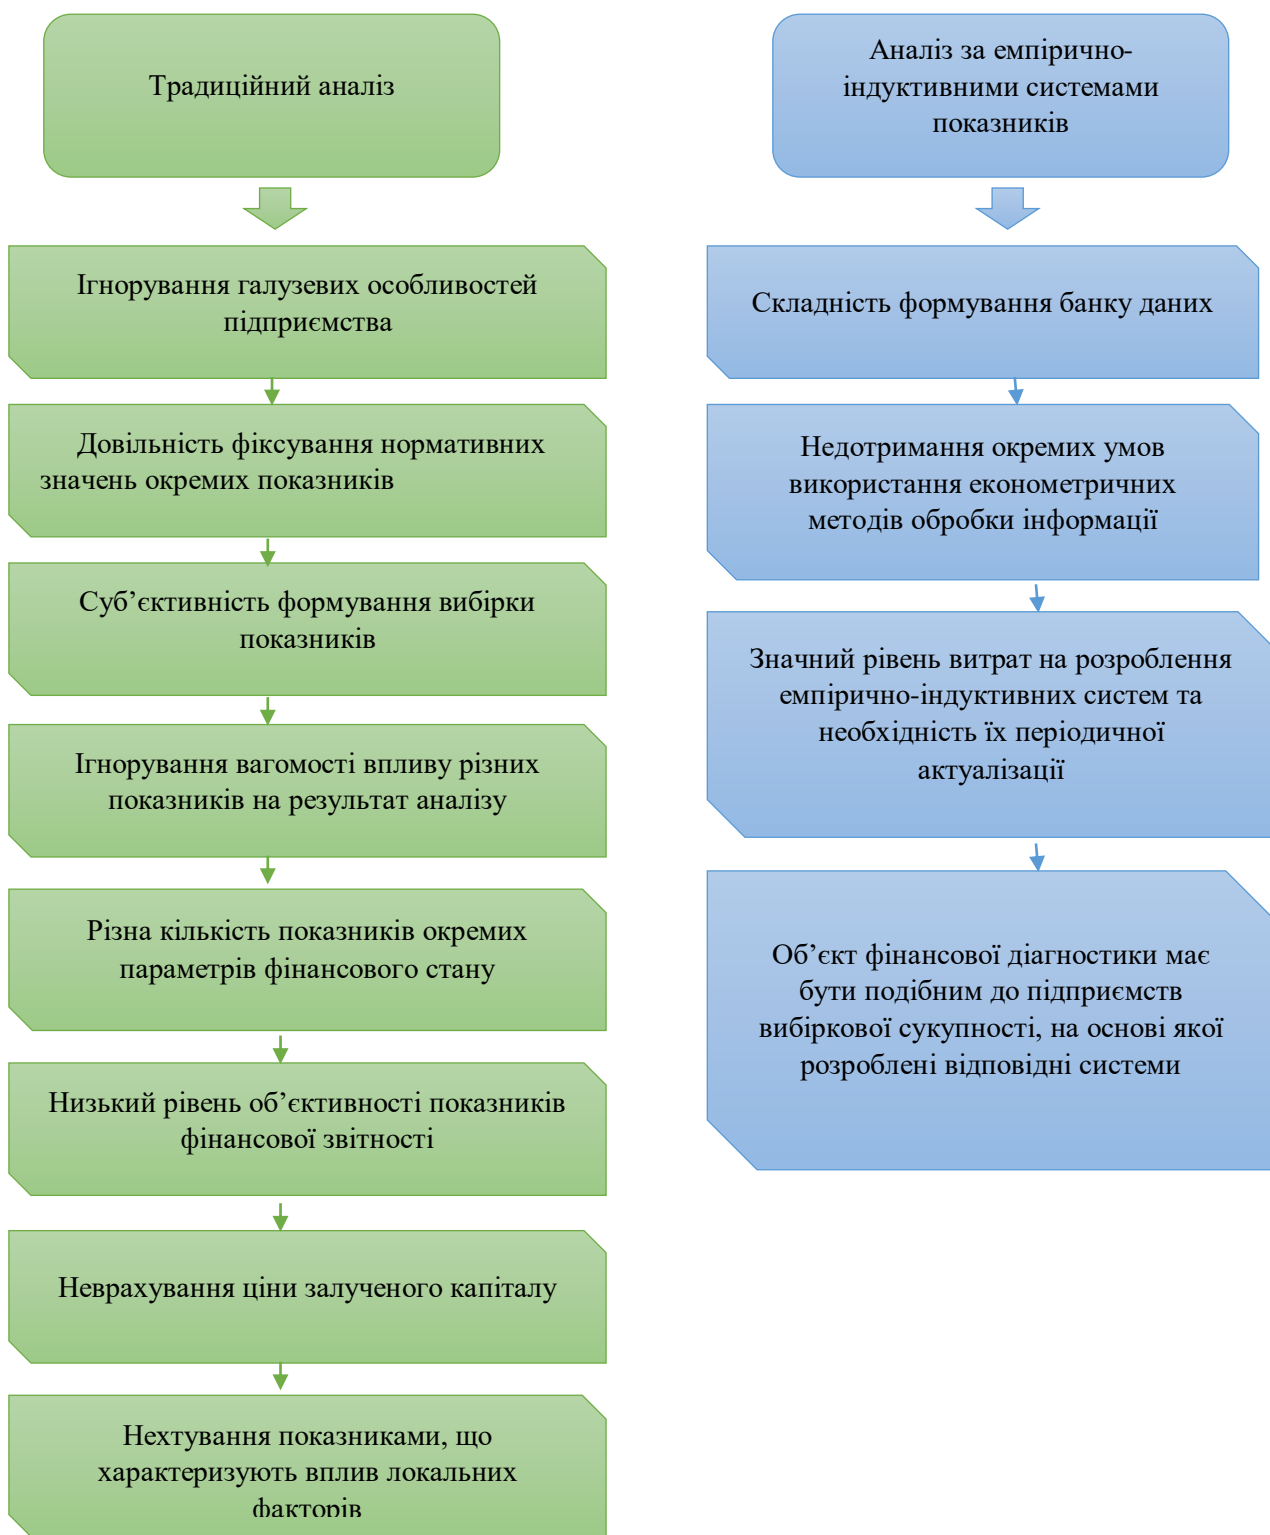 Традиційний аналіз
Ігнорування галузевих особливостей
підприємства
Довільність фіксування нормативних
значень окремих показників
Суб’єктивність формування вибірки
показників
Ігнорування вагомості впливу різних
показників на результат аналізу
Різна кількість показників окремих
параметрів фінансового стану
Низький рівень об’єктивності показників
фінансової звітності
Неврахування ціни залученого капіталу
Нехтування показниками, що
характеризують вплив локальних
факторів
Аналіз за емпірично-
індуктивними системами
показників
Складність формування банку даних
Недотримання окремих умов
використання економетричних
методів обробки інформації
Значний рівень витрат на розроблення
емпірично-індуктивних систем та
необхідність їх періодичної
актуалізації
Об’єкт фінансової діагностики має
бути подібним до підприємств
вибіркової сукупності, на основі якої
розроблені відповідні системи